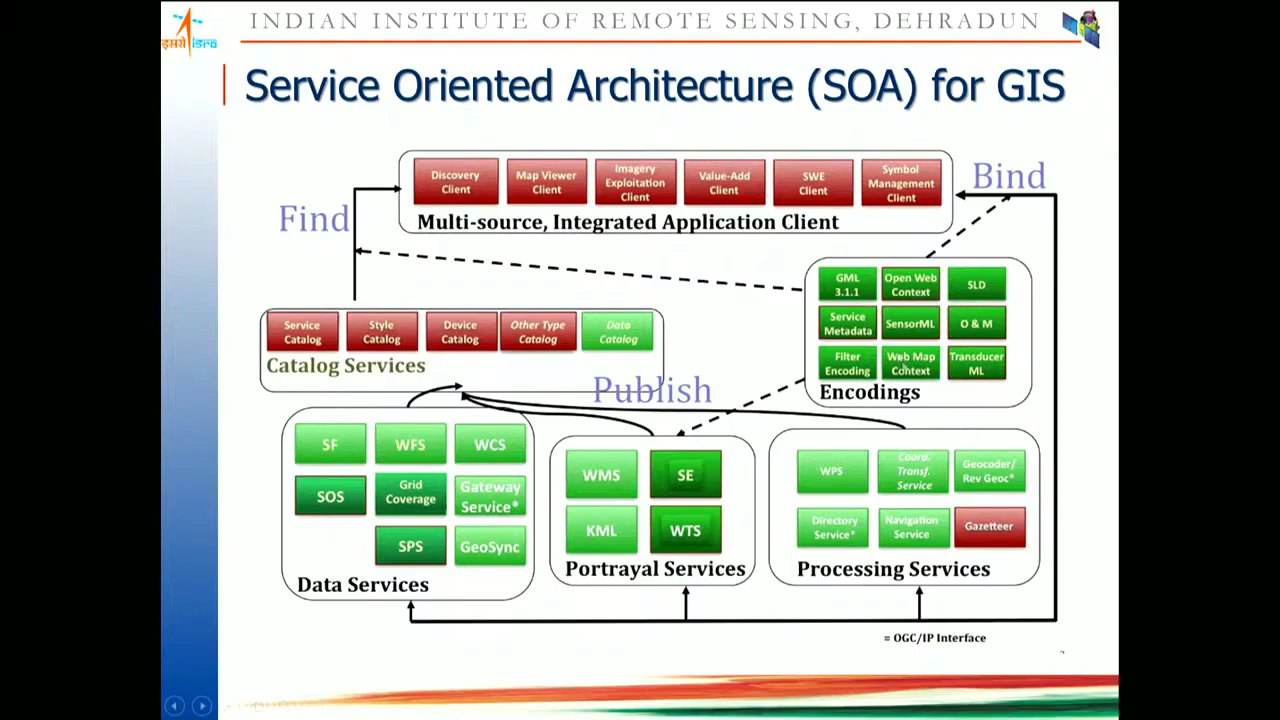 INDIAN INSTITUTE OF REMOTE SENSING, DEHRADUN
इसरो isro
Service Oriented Architecture (SOA) for GIS
Discovery
Client
Map Viewer
Client
Imagery
Exploitation
Client
Value-Add
Client
SWE
Client
Symbol
Management
Client
Multi-source, Integrated Application Client
Bind
Find
GML
3.1.1
Open Web
Context
SLD
Service
Metadata
SensorML
O & M
Filter
Encoding
Web Map
Context
Transducer
ML
Encodings
Service
Catalog
Style
Catalog
Device
Catalog
Other Type
Catalog
Data
Catalog
Catalog Services
Publish
SF
WFS
WCS
SOS
Grid
Coverage
Gateway
Service*
SPS
GeoSync
Data Services
WMS
SE
KML
WTS
Portrayal Services
WPS
Coord.
Transf.
Service
Geocoder/
Rev Geoc*
Directory
Service*
Navigation
Service
Gazetteer
Processing Services
= OGC/IP Interface